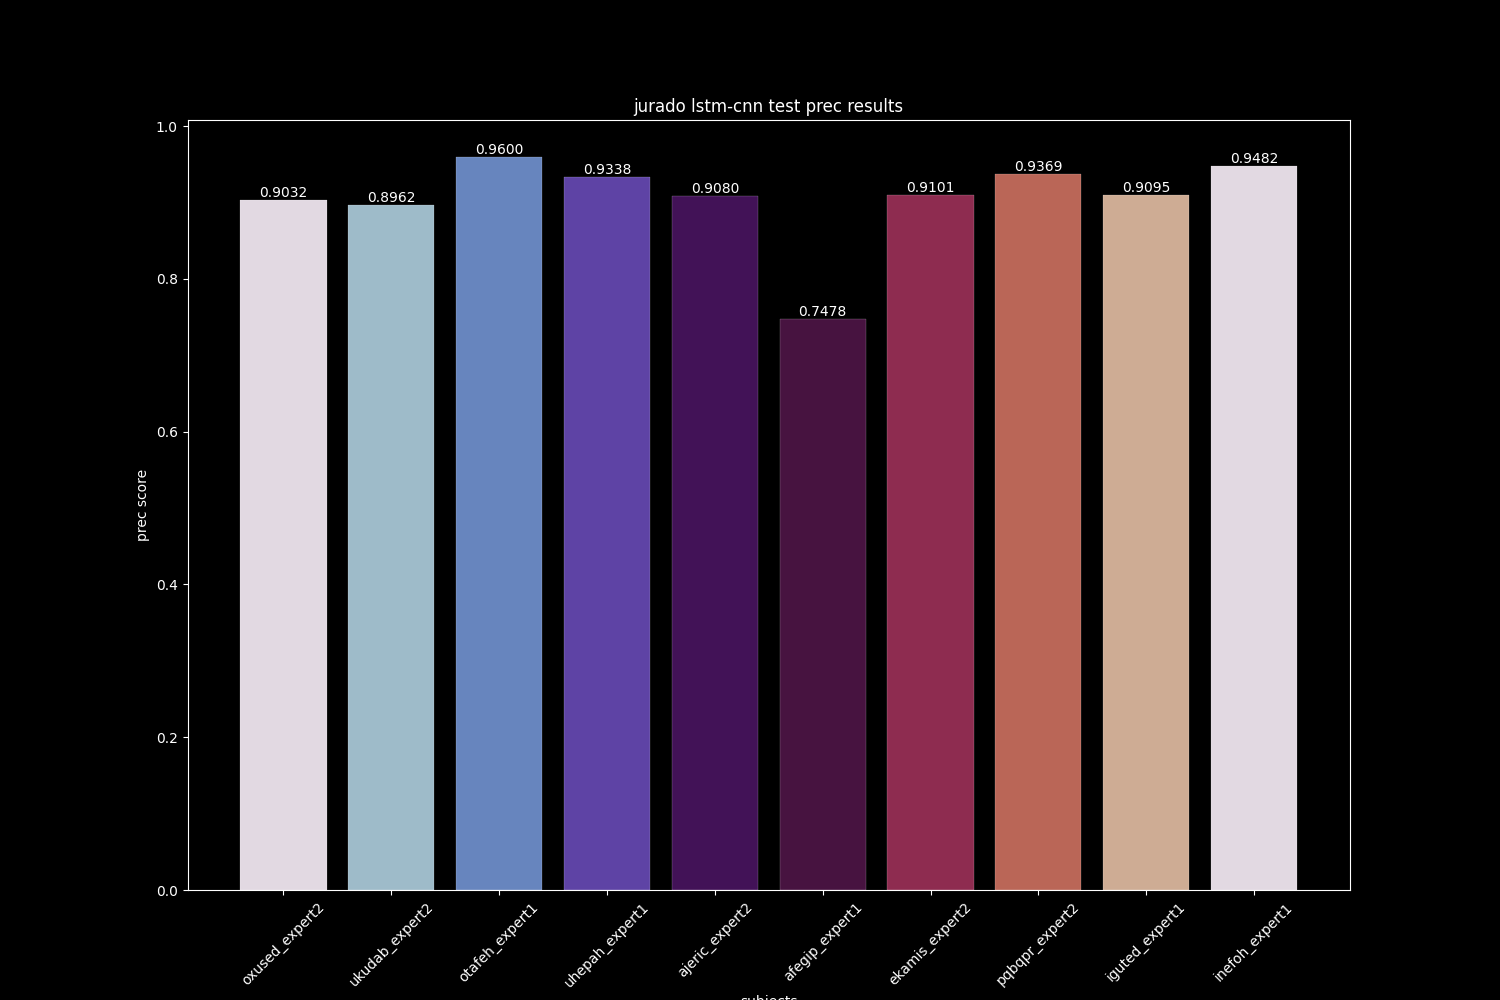 jurado lstm-cnn test prec results
1.0
0.8
0.6
0.4
0.2
0.0
prec score
0.9032
0.8962
0.9600
0.9338
0.9080
0.7478
0.9101
0.9369
0.9095
0.9482
oxused_expert2
ukudab_expert2
otafeh_expert1
uhepah_expert1
ajeric_expert2
afegip_expert1
ekamis_expert2
pqbqpr_expert2
iguted_expert1
inefoh_expert1
subjects